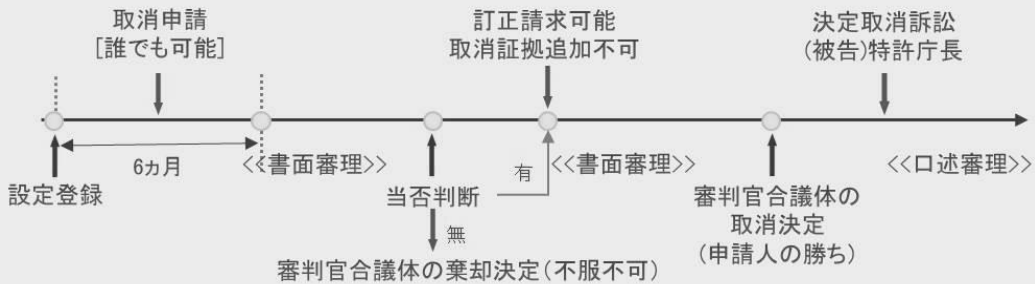 取消申請
[誰でも可能]
訂正請求可能
取消証拠追加不可
決定取消訴訟
(被告)特許庁長
6ヵ月
<<書面審理>>
有
<<書面審理>>
<<口述審理>>
設定登録
当否判断
審判官合議体の
取消決定
(申請人の勝ち)
無
審判官合議体の棄却決定(不服不可)